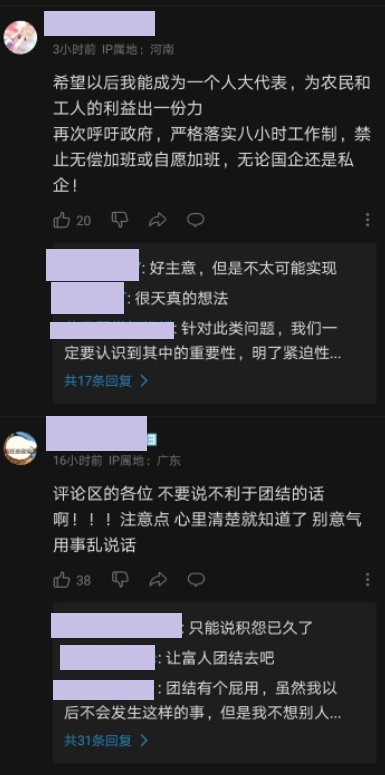 3小时前 IP属地：河南
希望以后我能成为一个人大代表，为农民和
工人的利益出一份力
再次呼吁政府，严格落实八小时工作制，禁
止无偿加班或自愿加班，无论国企还是私
企！
20
: 好主意，但是不太可能实现
: 很天真的想法
: 针对此类问题，我们一
定要认识到其中的重要性，明了紧迫性...
共17条回复
16小时前 IP属地：广东
评论区的各位 不要说不利于团结的话
啊！！！注意点 心里清楚就知道了 别意气
用事乱说话
38
: 只能说积怨已久了
: 让富人团结去吧
: 团结有个屁用，虽然我以
后不会发生这样的事，但是我不想别人...
共31条回复